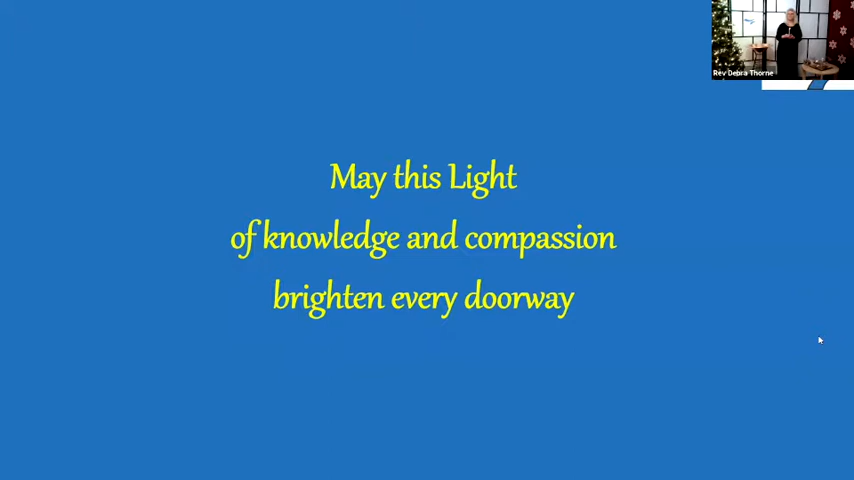 Rev Debra Thorne
May this Light
of knowledge and compassion
brighten every doorway